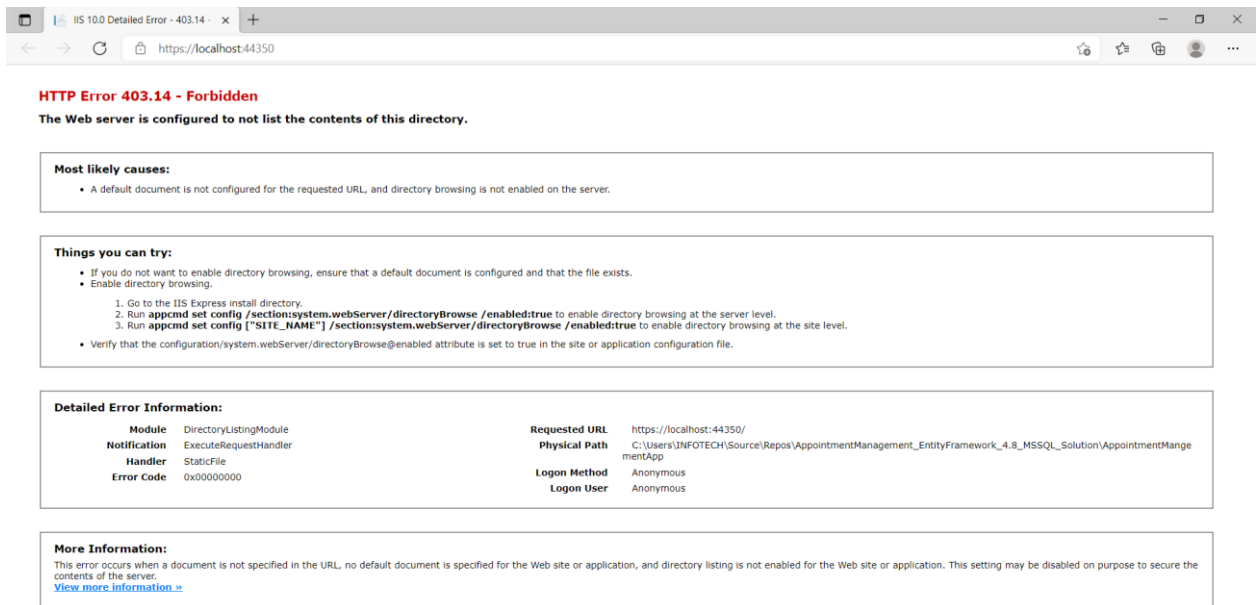 IIS 10.0 Detailed Error - 403.14 -
https://localhost:44350
HTTP Error 403.14 - Forbidden
The Web server is configured to not list the contents of this directory.
Most likely causes:
• A default document is not configured for the requested URL, and directory browsing is not enabled on the server.
Things you can try:
• If you do not want to enable directory browsing, ensure that a default document is configured and that the file exists.
• Enable directory browsing.
1. Go to the IIS Express install directory.
2. Run appcmd set config /section:system.webServer/directoryBrowse /enabled:true to enable directory browsing at the server level.
3. Run appcmd set config ["SITE_NAME"] /section:system.webServer/directoryBrowse /enabled:true to enable directory browsing at the site level.
• Verify that the configuration/system.webServer/directoryBrowse@enabled attribute is set to true in the site or application configuration file.
Detailed Error Information:
Module DirectoryListingModule
Notification ExecuteRequestHandler
Handler StaticFile
Error Code 0x00000000
Requested URL https://localhost:44350/
Physical Path C:\Users\INFOTECH\Source\Repos\AppointmentManagement_EntityFramework_4.8_MSSQL_Solution\AppointmentMange
mentApp
Logon Method Anonymous
Logon User Anonymous
More Information:
This error occurs when a document is not specified in the URL, no default document is specified for the Web site or application, and directory listing is not enabled for the Web site or application. This setting may be disabled on purpose to secure the
contents of the server.
View more information »